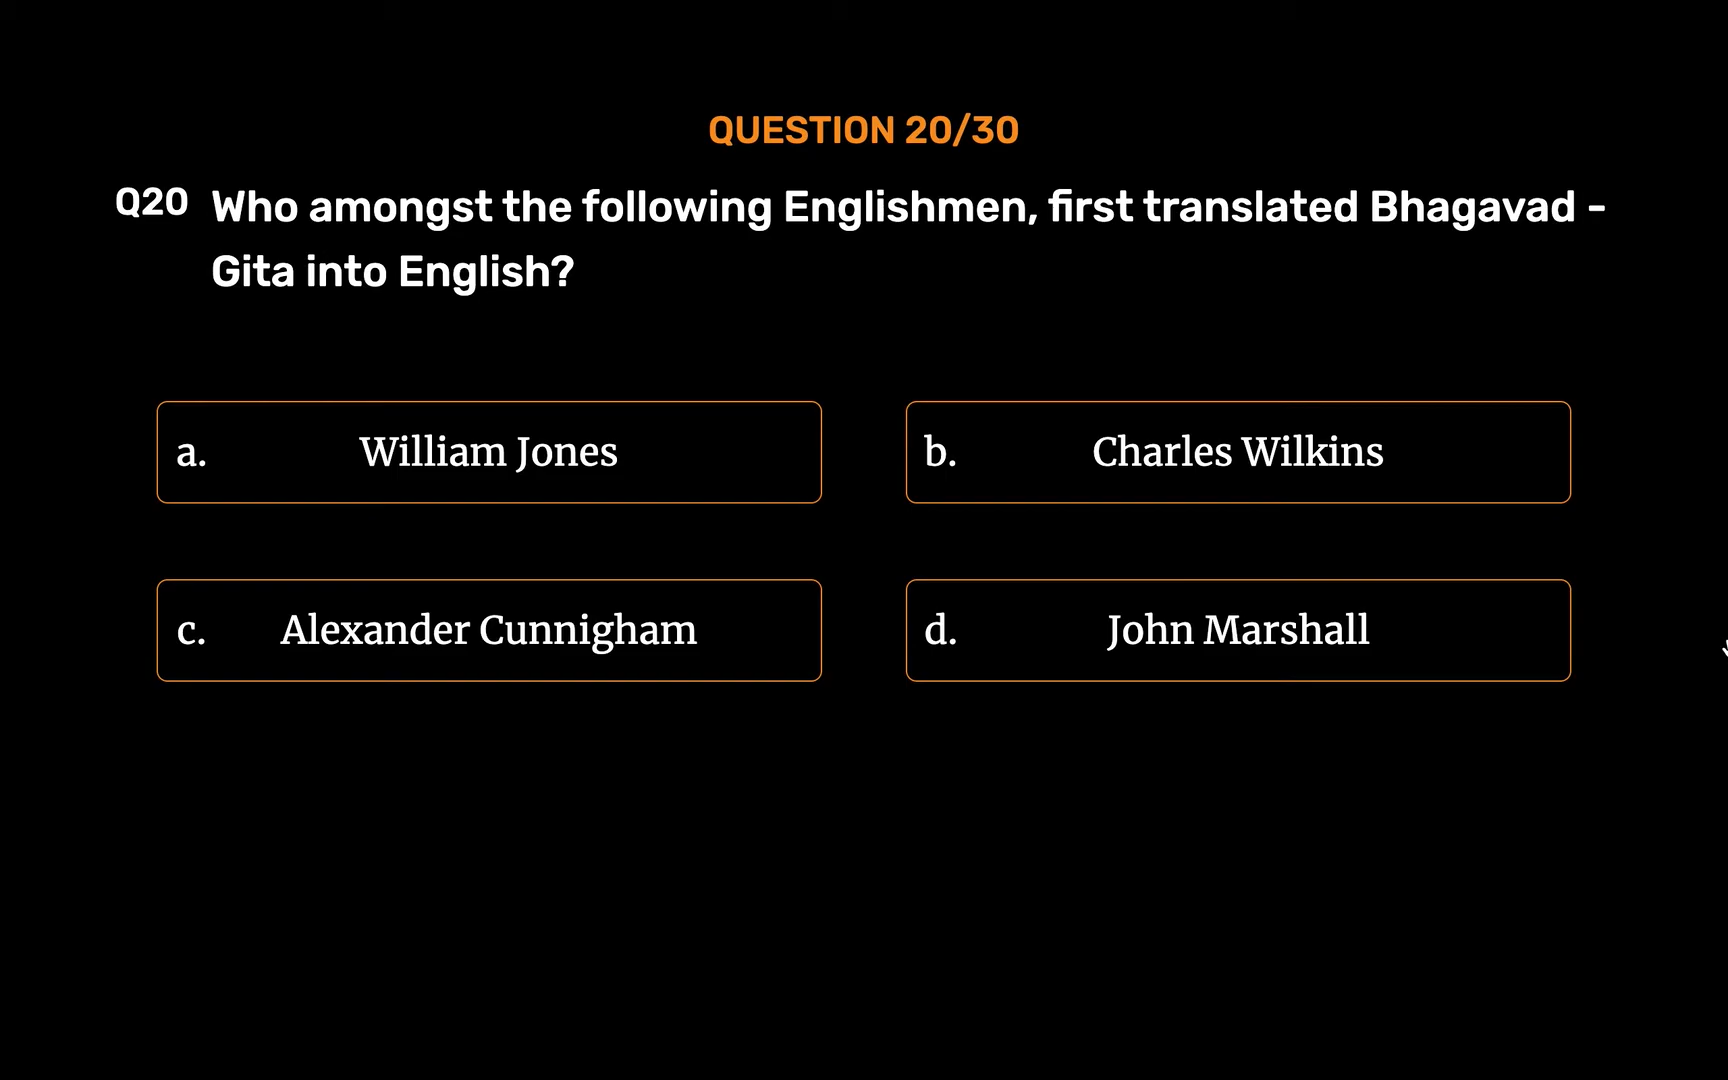 QUESTION 20/30
Q20 Who amongst the following Englishmen, first translated Bhagavad -
Gita into English?
a. William Jones
b. Charles Wilkins
c. Alexander Cunnigham
d. John Marshall